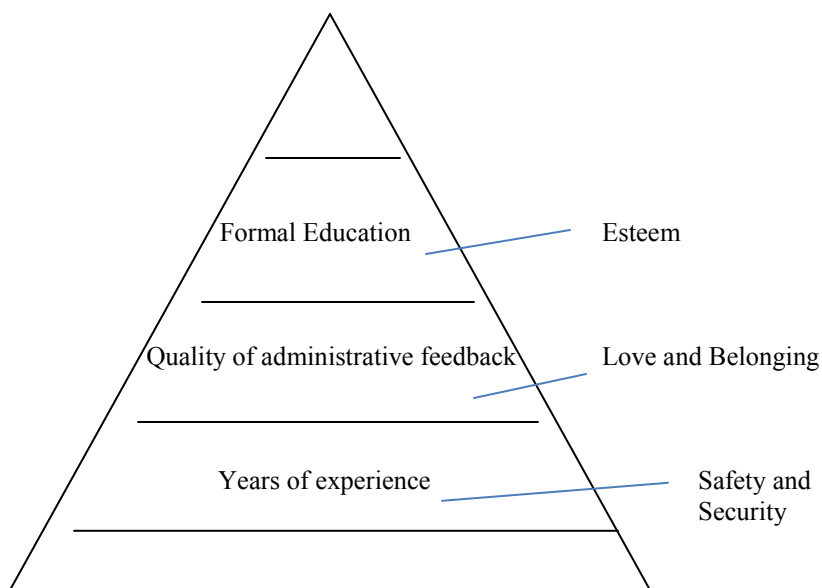 Formal Education
Esteem
Quality of administrative feedback
Love and Belonging
Years of experience
Safety and
Security